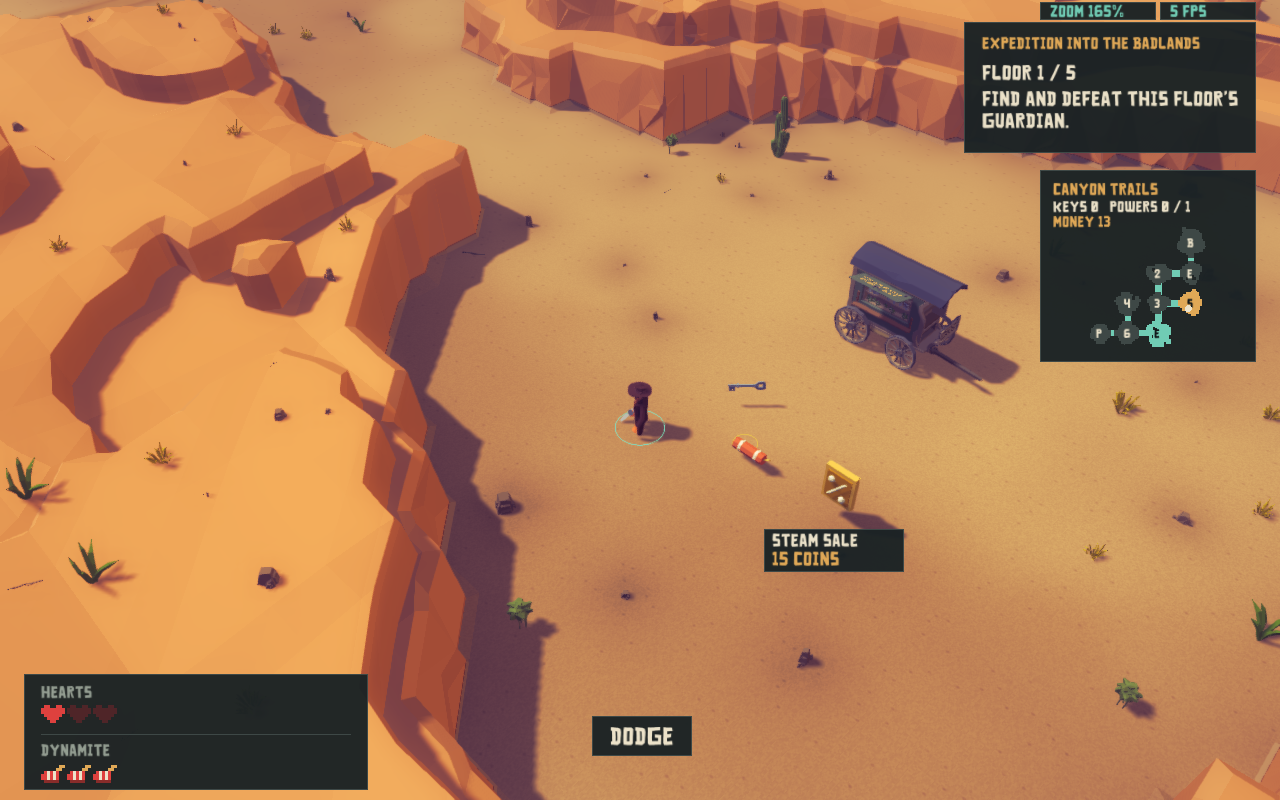 ZOOM 165%
5 FPS
EXPEDITION INTO THE BADLANDS
FLOOR 1 / 5
FIND AND DEFEAT THIS FLOOR'S
GUARDIAN.
CANYON TRAILS
KEYS 0 POWERS 0 / 1
MONEY 13
B
2 E
4 3
P 6 E
STEAM SALE
15 COINS
HEARTS
DYNAMITE
DODGE